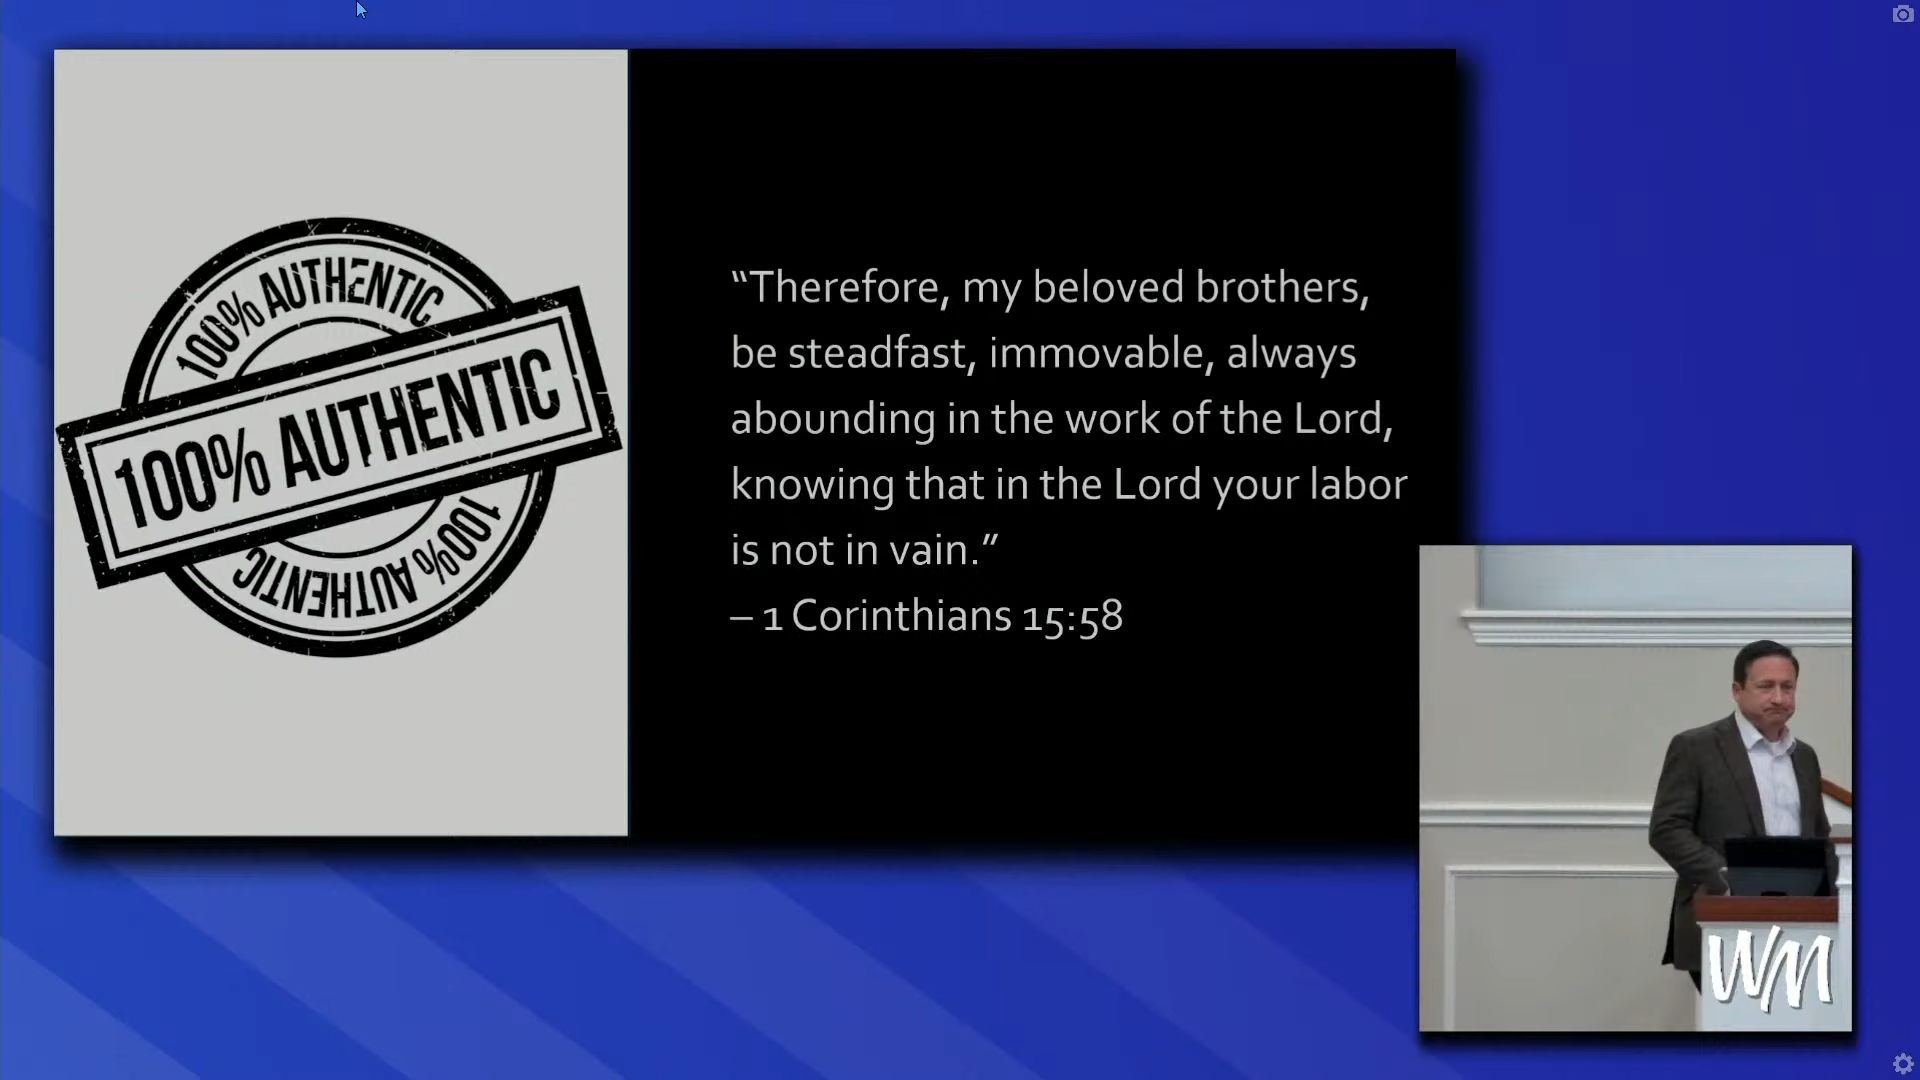 100% AUTHENTIC
100% AUTHENTIC
100% AUTHENTIC
“Therefore, my beloved brothers,
be steadfast, immovable, always
abounding in the work of the Lord,
knowing that in the Lord your labor
is not in vain.”
– 1 Corinthians 15:58
WM